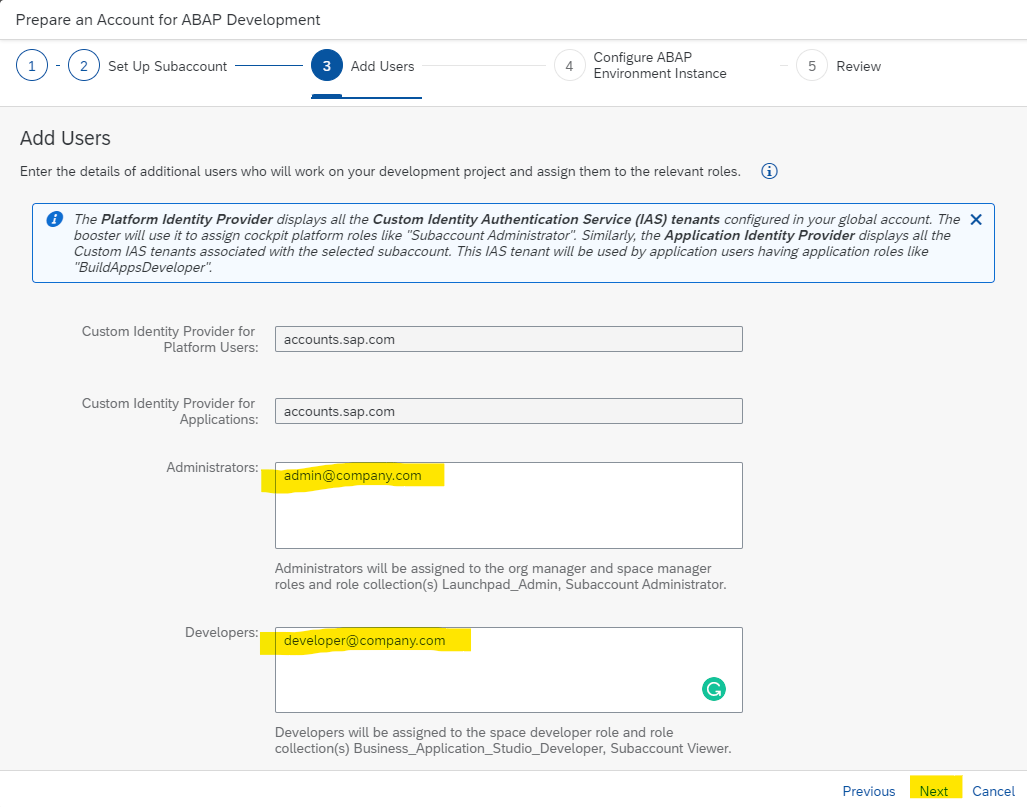 Prepare an Account for ABAP Development
1 - 2 Set Up Subaccount 3 Add Users 4 Configure ABAP Environment Instance 5 Review
Add Users
Enter the details of additional users who will work on your development project and assign them to the relevant roles.
The Platform Identity Provider displays all the Custom Identity Authentication Service (IAS) tenants configured in your global account. The
booster will use it to assign cockpit platform roles like "Subaccount Administrator". Similarly, the Application Identity Provider displays all the
Custom IAS tenants associated with the selected subaccount. This IAS tenant will be used by application users having application roles like
"BuildAppsDeveloper".
Custom Identity Provider for
Platform Users:
accounts.sap.com
Custom Identity Provider for
Applications:
accounts.sap.com
Administrators:
admin@company.com
Administrators will be assigned to the org manager and space manager
roles and role collection(s) Launchpad_Admin, Subaccount Administrator.
Developers:
developer@company.com
Developers will be assigned to the space developer role and role
collection(s) Business_Application_Studio_Developer, Subaccount Viewer.
Previous Next Cancel